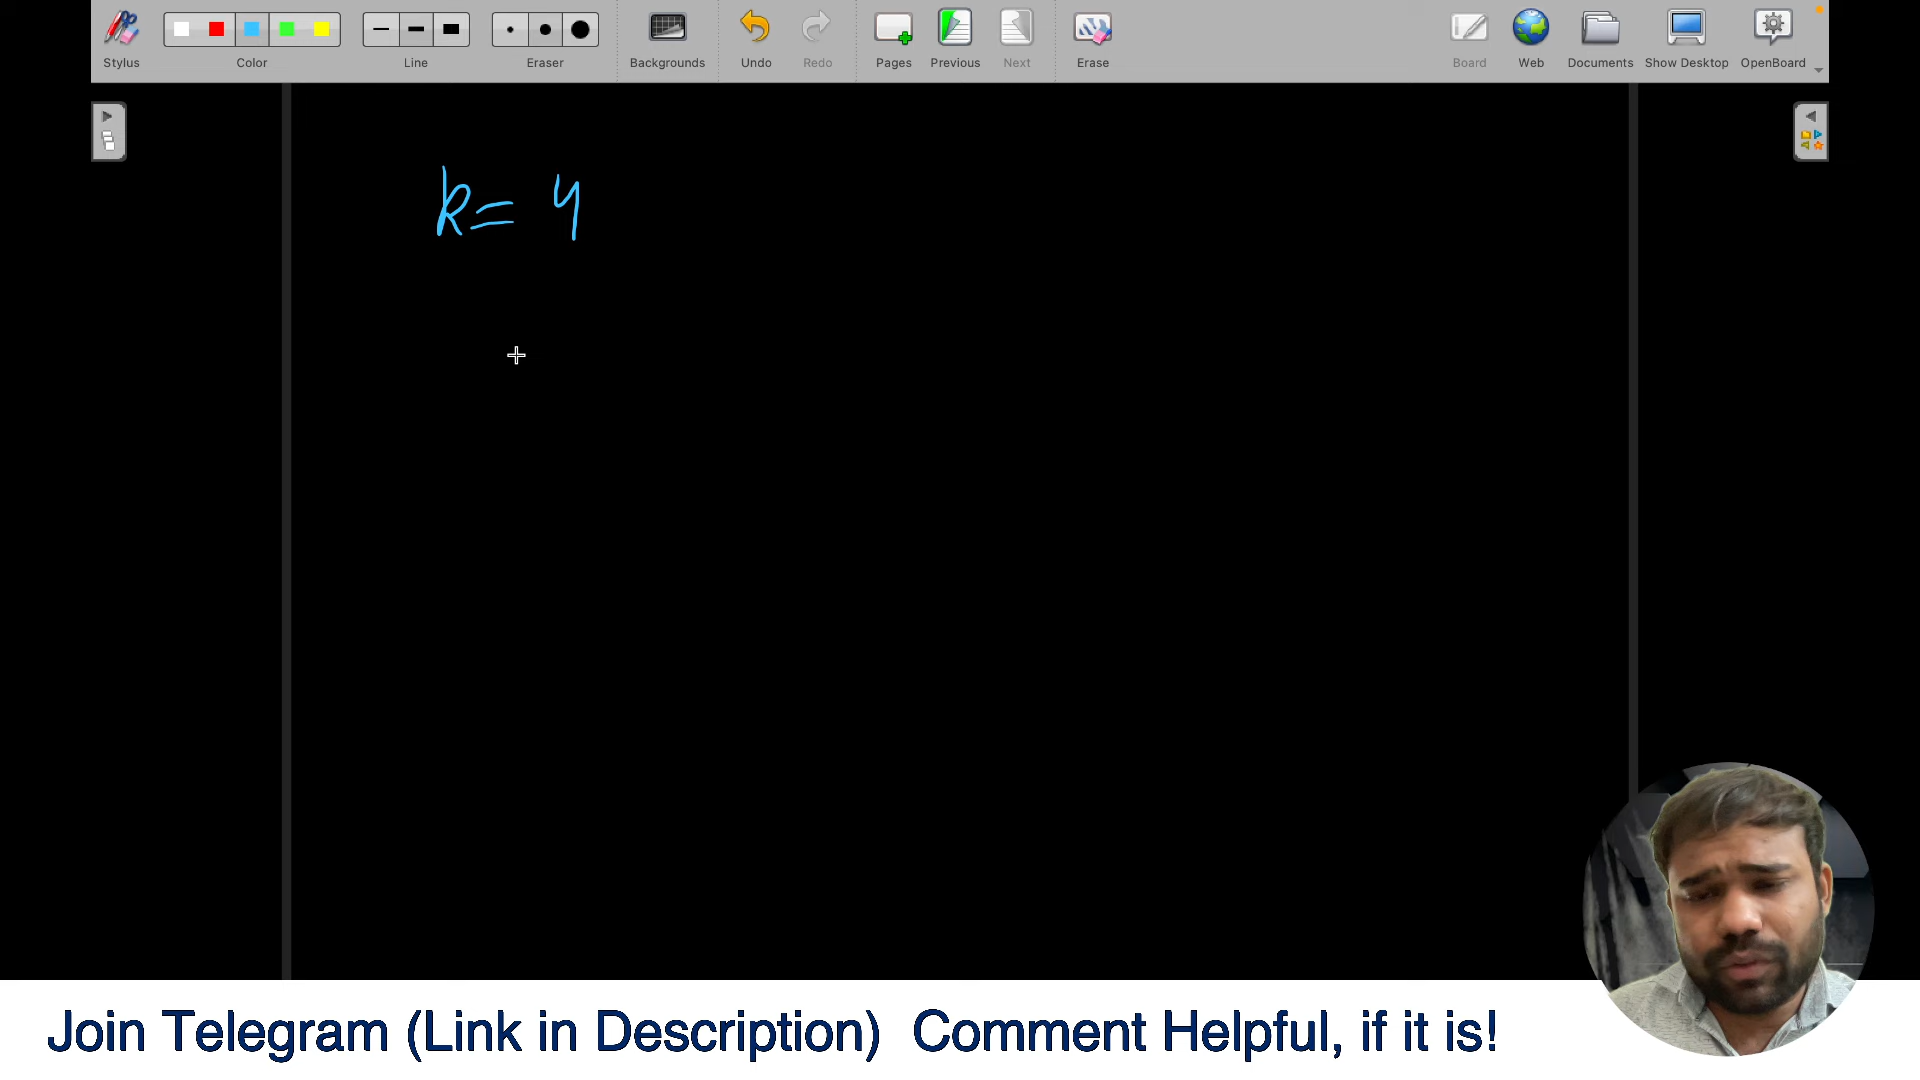 Stylus Color Line Eraser Backgrounds Undo Redo Pages Previous Next Erase Board Web Documents Show Desktop OpenBoard
k= 4
Join Telegram (Link in Description) Comment Helpful, if it is!